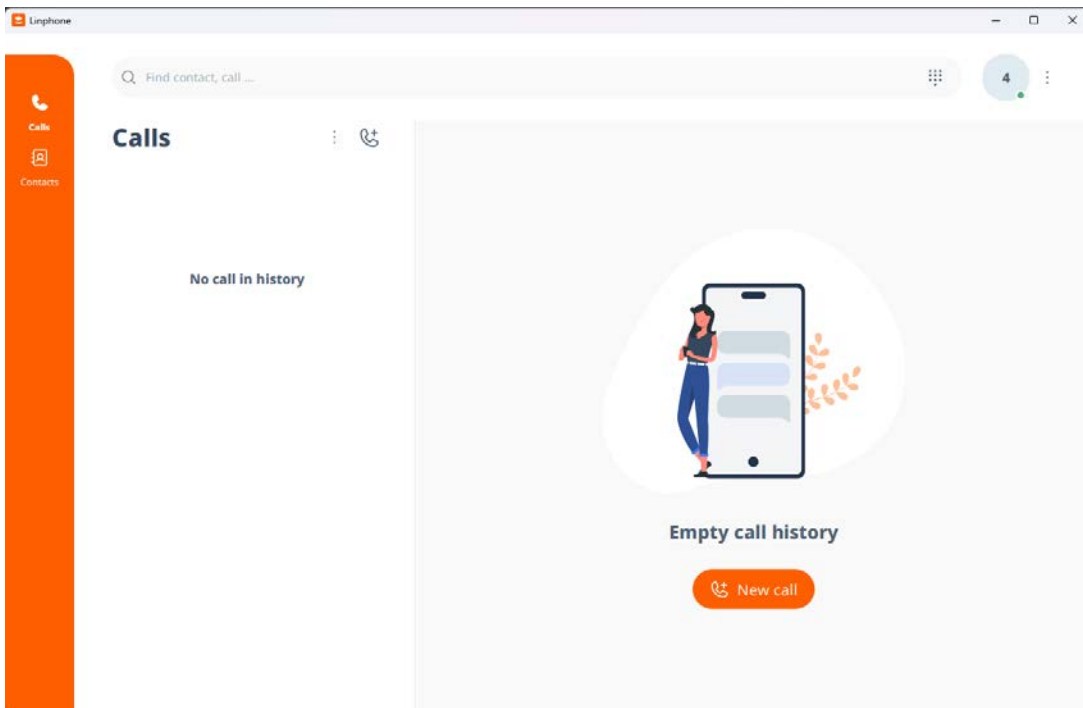 Linphone
Find contact, call ...
4
Calls
Contacts
Calls
No call in history
Empty call history
New call